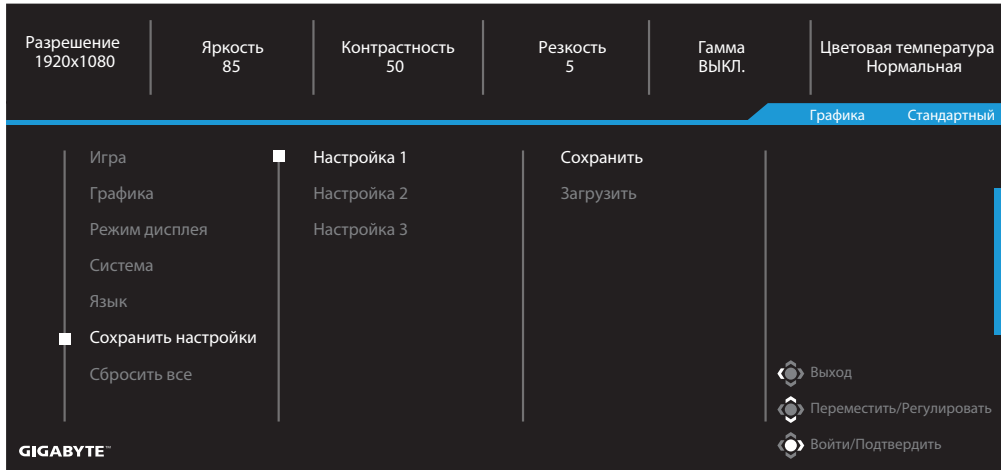 Разрешение
1920x1080
Яркость
85
Контрастность
50
Резкость
5
Гамма
ВЫКЛ.
Цветовая температура
Нормальная
Графика Стандартный
Игра
Графика
Режим дисплея
Система
Язык
Сохранить настройки
Сбросить все
Настройка 1
Настройка 2
Настройка 3
Сохранить
Загрузить
Выход
Переместить/Регулировать
Войти/Подтвердить
GIGABYTE™